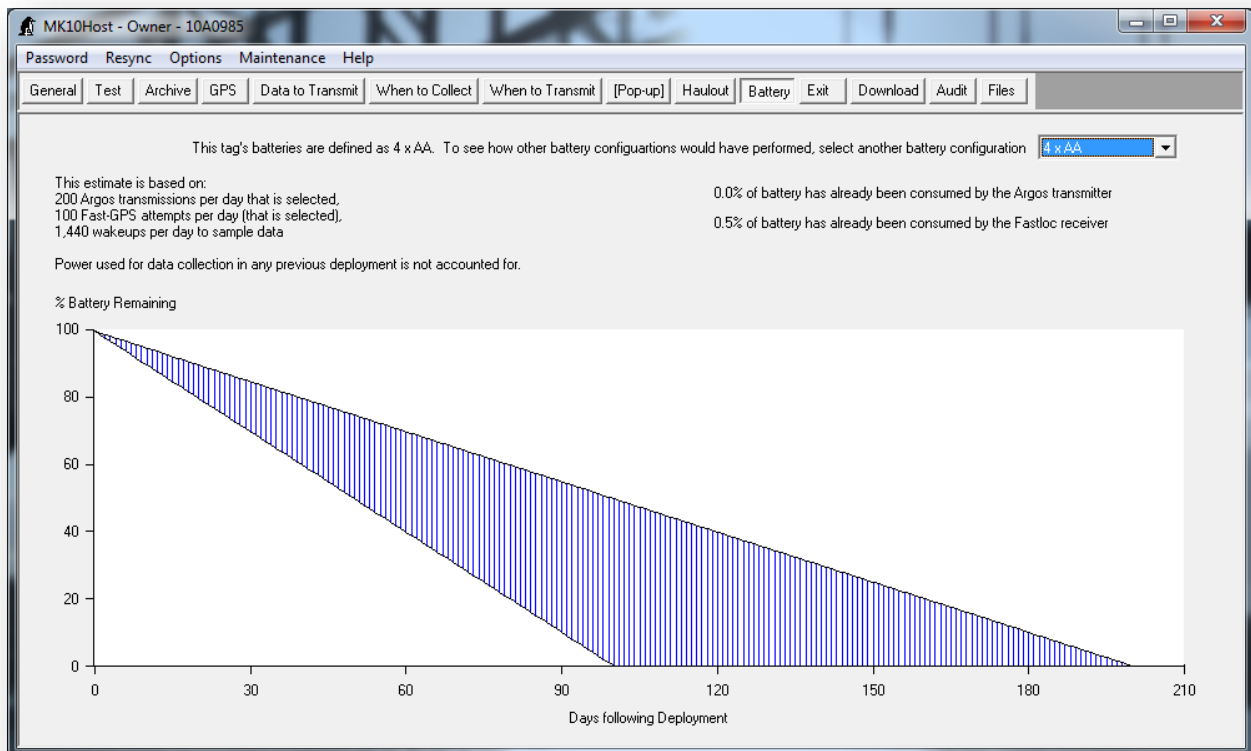 MK10Host - Owner - 10A0985
Password Resync Options Maintenance Help
General Test Archive GPS Data to Transmit When to Collect When to Transmit [Pop-up] Haulout Battery Exit Download Audit Files
This tag's batteries are defined as 4 x AA. To see how other battery configuartions would have performed, select another battery configuration 4 x AA
This estimate is based on:
200 Argos transmissions per day that is selected,
100 Fast-GPS attempts per day (that is selected),
1,440 wakeups per day to sample data
0.0% of battery has already been consumed by the Argos transmitter
0.5% of battery has already been consumed by the Fastloc receiver
Power used for data collection in any previous deployment is not accounted for.
% Battery Remaining
100
80
60
40
20
0
0 30 60 90 120 150 180 210
Days following Deployment